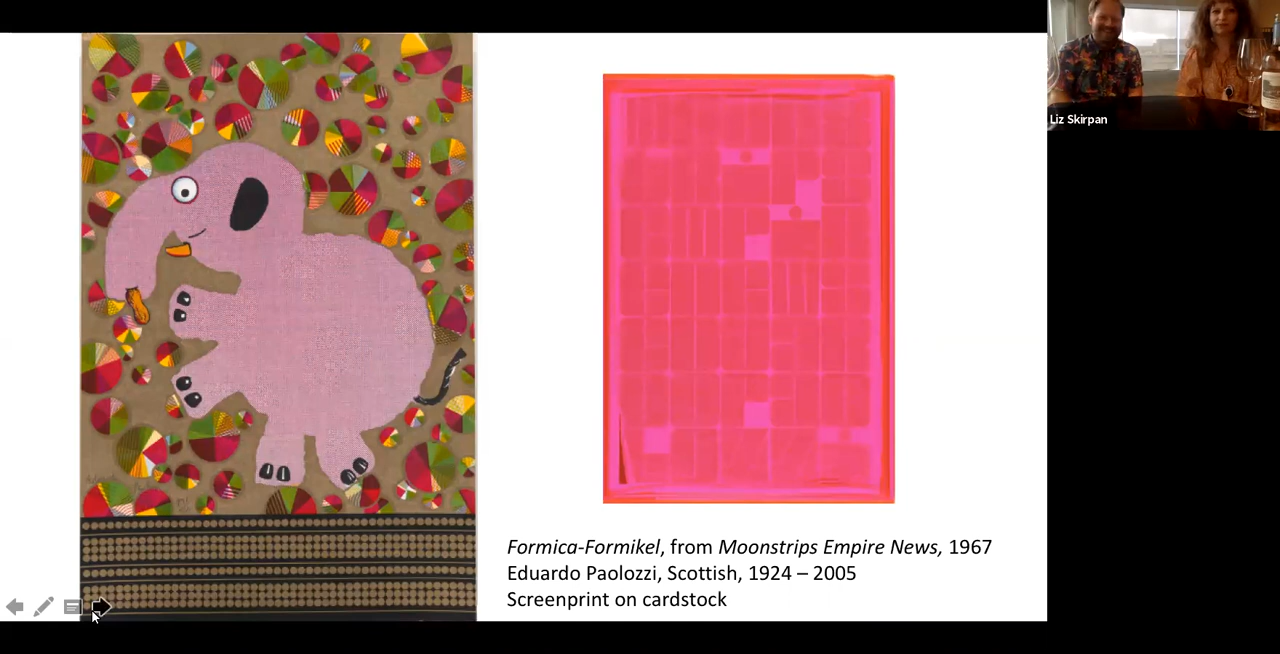 Liz Skirpan
Formica-Formikel, from Moonstrips Empire News, 1967
Eduardo Paolozzi, Scottish, 1924 – 2005
Screenprint on cardstock